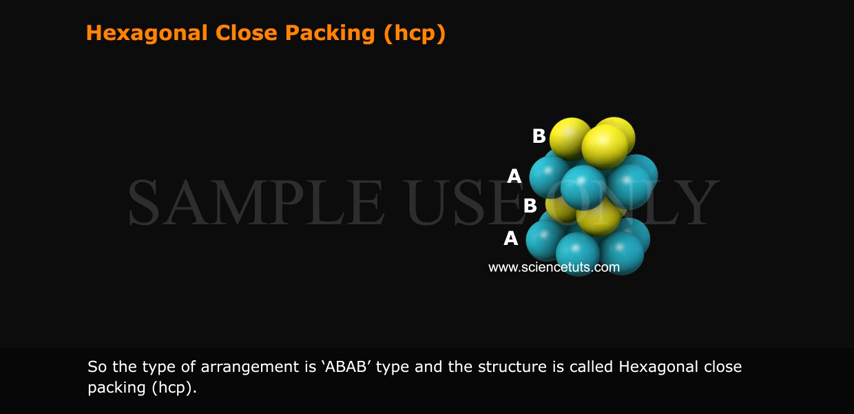 Hexagonal Close Packing (hcp)
B
A
SAMPLE USE ONLY
B
A
www.sciencetuts.com
So the type of arrangement is ‘ABAB’ type and the structure is called Hexagonal close
packing (hcp).